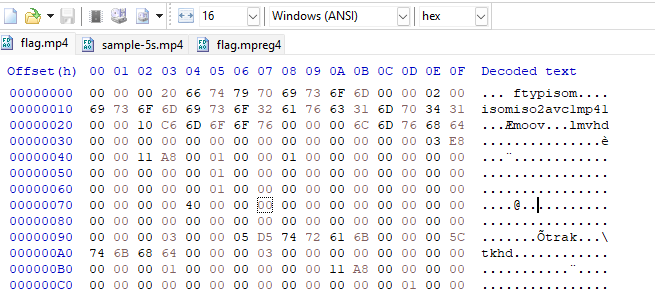 16 Windows (ANSI) hex
flag.mp4 sample-5s.mp4 flag.mpreg4
Offset(h) 00 01 02 03 04 05 06 07 08 09 0A 0B 0C 0D 0E 0F Decoded text
00000000 00 00 00 20 66 74 79 70 69 73 6F 6D 00 00 02 00 ... ftypisom....
00000010 69 73 6F 6D 69 73 6F 32 61 76 63 31 6D 70 34 31 isomiso2avc1mp41
00000020 00 00 10 C6 6D 6F 6F 76 00 00 00 6C 6D 76 68 64 ...Æmoov...lmvhd
00000030 00 00 00 00 00 00 00 00 00 00 00 00 00 00 03 E8 ...............è
00000040 00 00 11 A8 00 01 00 00 01 00 00 00 00 00 00 00 ...¨............
00000050 00 00 00 00 00 01 00 00 00 00 00 00 00 00 00 00 ................
00000060 00 00 00 00 00 01 00 00 00 00 00 00 00 00 00 00 ................
00000070 00 00 00 00 40 00 00 00 00 00 00 00 00 00 00 00 ....@...........
00000080 00 00 00 00 00 00 00 00 00 00 00 00 00 00 00 00 ................
00000090 00 00 00 03 00 00 05 D5 74 72 61 6B 00 00 00 5C .......Õtrak...\
000000A0 74 6B 68 64 00 00 00 03 00 00 00 00 00 00 00 00 tkhd............
000000B0 00 00 00 01 00 00 00 00 00 00 11 A8 00 00 00 00 ...........¨....
000000C0 00 00 00 00 00 00 00 00 00 00 00 00 00 01 00 00 ................